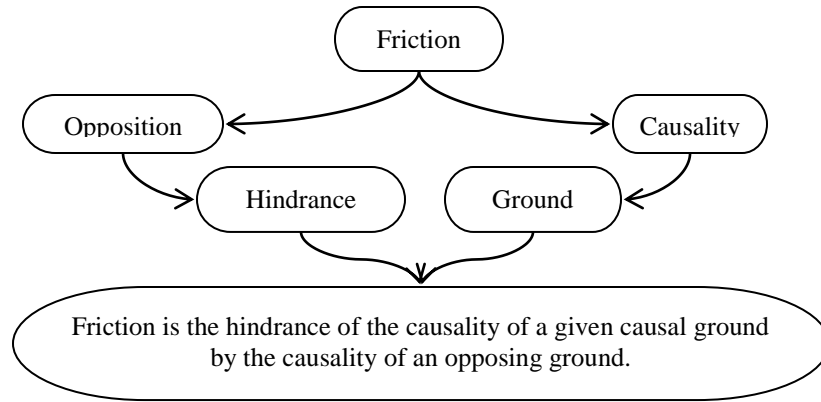 Friction
Opposition
Causality
Hindrance
Ground
Friction is the hindrance of the causality of a given causal ground
by the causality of an opposing ground.